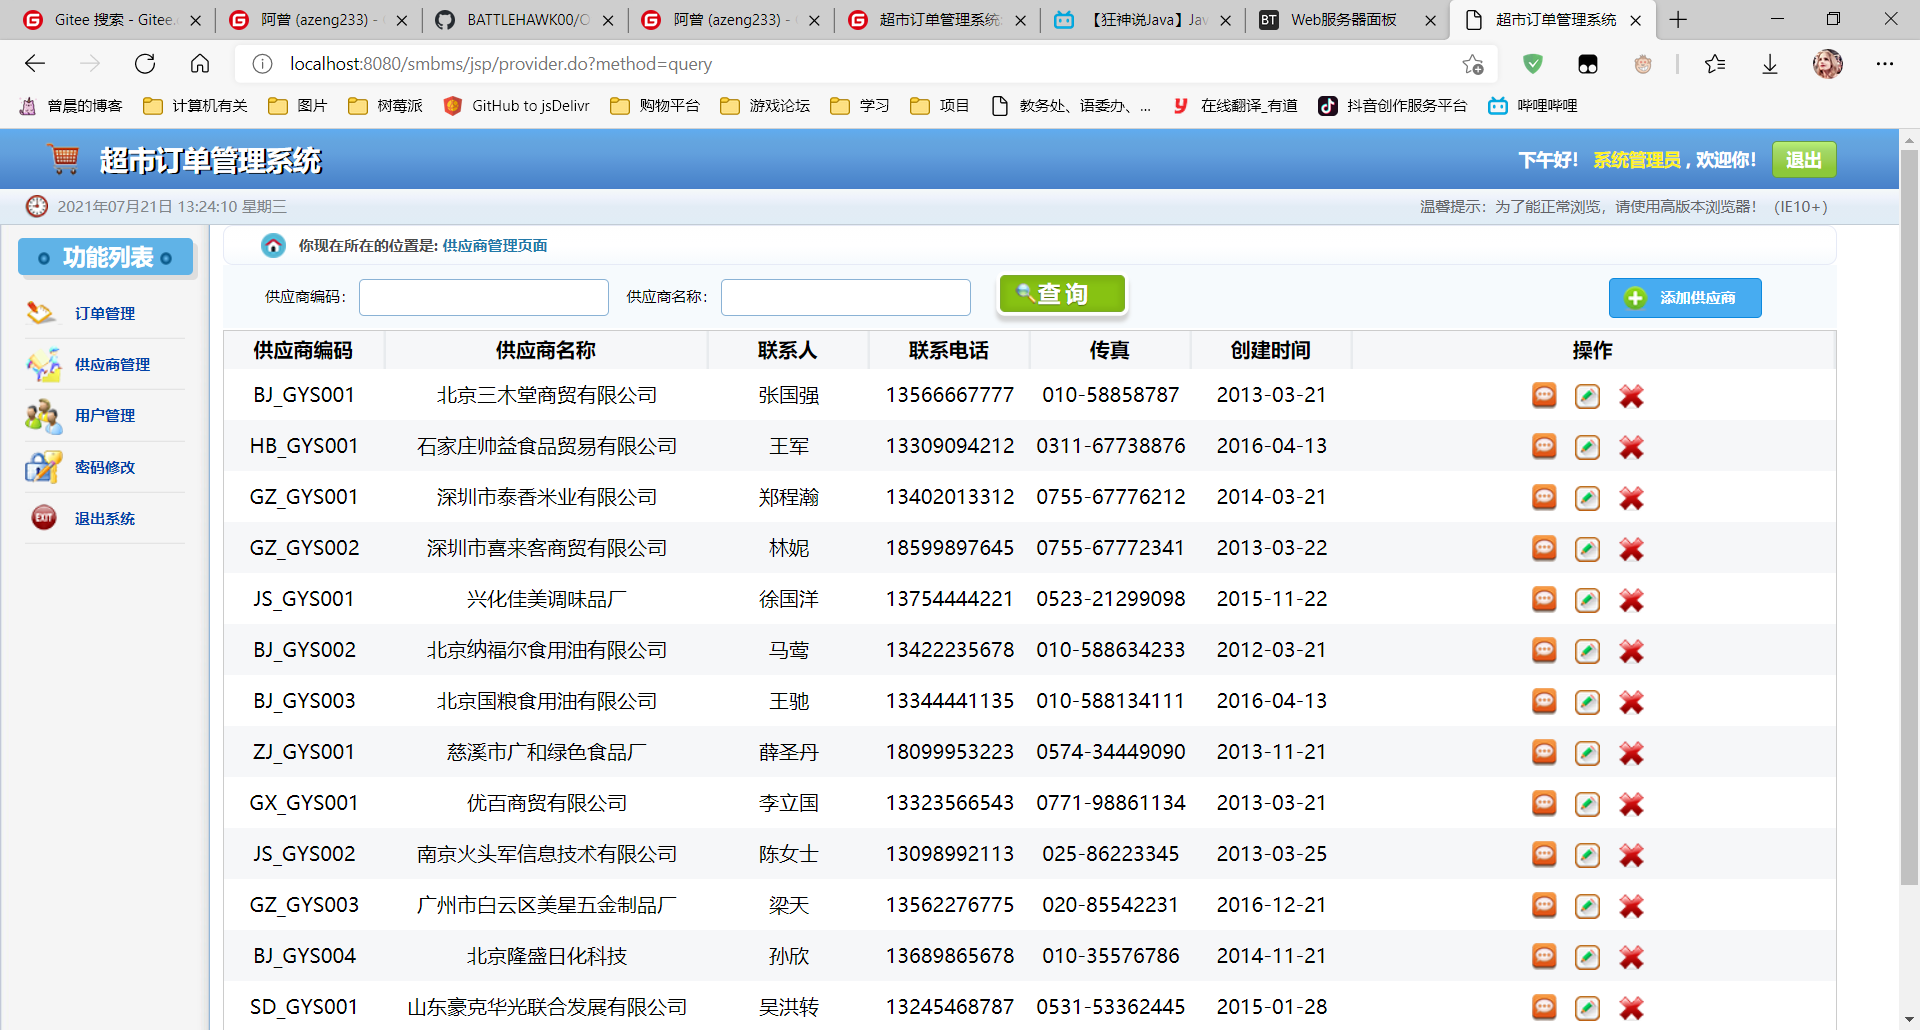 Gitee 搜索 - Gitee.
阿曾 (azeng233) -
BATTLEHAWK00/O
阿曾 (azeng233) -
超市订单管理系统
【狂神说Java】Jav
BT Web服务器面板
超市订单管理系统
localhost:8080/smbms/jsp/provider.do?method=query
曾晨的博客 计算机有关 图片 树莓派 GitHub to jsDelivr 购物平台 游戏论坛 学习 项目 教务处、语委办、... 在线翻译_有道 抖音创作服务平台 哔哩哔哩
超市订单管理系统
下午好! 系统管理员 , 欢迎你! 退出
2021年07月21日 13:24:10 星期三
温馨提示:为了能正常浏览,请使用高版本浏览器!(IE10+)
功能列表
订单管理
供应商管理
用户管理
密码修改
EXIT 退出系统
你现在所在的位置是: 供应商管理页面
供应商编码: 供应商名称: 查 询 添加供应商
供应商编码 供应商名称 联系人 联系电话 传真 创建时间 操作
BJ_GYS001 北京三木堂商贸有限公司 张国强 13566667777 010-58858787 2013-03-21
HB_GYS001 石家庄帅益食品贸易有限公司 王军 13309094212 0311-67738876 2016-04-13
GZ_GYS001 深圳市泰香米业有限公司 郑程瀚 13402013312 0755-67776212 2014-03-21
GZ_GYS002 深圳市喜来客商贸有限公司 林妮 18599897645 0755-67772341 2013-03-22
JS_GYS001 兴化佳美调味品厂 徐国洋 13754444221 0523-21299098 2015-11-22
BJ_GYS002 北京纳福尔食用油有限公司 马莺 13422235678 010-588634233 2012-03-21
BJ_GYS003 北京国粮食用油有限公司 王驰 13344441135 010-588134111 2016-04-13
ZJ_GYS001 慈溪市广和绿色食品厂 薛圣丹 18099953223 0574-34449090 2013-11-21
GX_GYS001 优百商贸有限公司 李立国 13323566543 0771-98861134 2013-03-21
JS_GYS002 南京火头军信息技术有限公司 陈女士 13098992113 025-86223345 2013-03-25
GZ_GYS003 广州市白云区美星五金制品厂 梁天 13562276775 020-85542231 2016-12-21
BJ_GYS004 北京隆盛日化科技 孙欣 13689865678 010-35576786 2014-11-21
SD_GYS001 山东豪克华光联合发展有限公司 吴洪转 13245468787 0531-53362445 2015-01-28